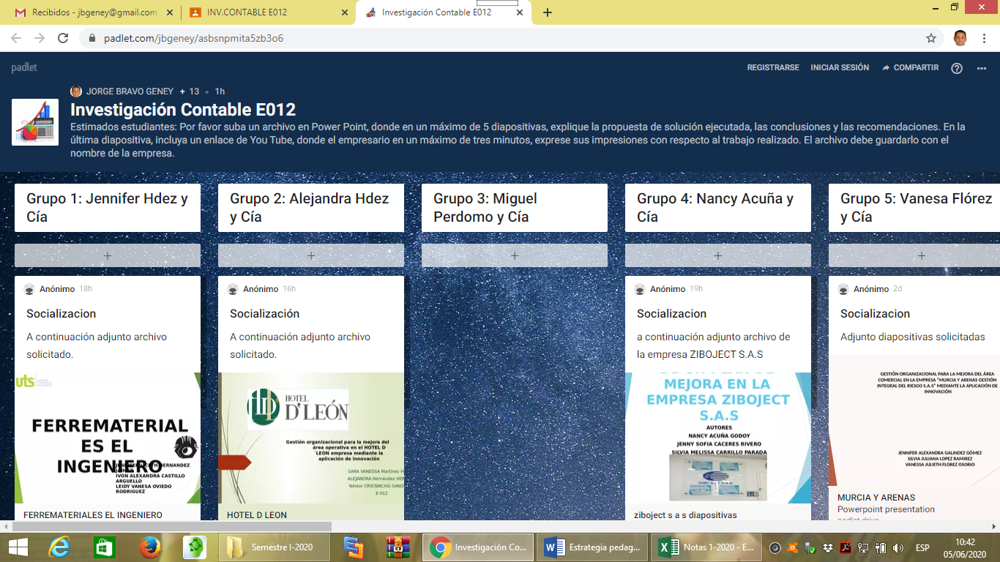 Recibidos - jbgeney@gmail.com
INV.CONTABLE E012
Investigación Contable E012
padlet.com/jbgeney/asbsnpmita5zb3o6
padlet
REGISTRARSE
INICIAR SESIÓN
COMPARTIR
JORGE BRAVO GENEY + 13 1h
Investigación Contable E012
Estimados estudiantes: Por favor suba un archivo en Power Point, donde en un máximo de 5 diapositivas, explique la propuesta de solución ejecutada, las conclusiones y las recomendaciones. En la
última diapositiva, incluya un enlace de You Tube, donde el empresario en un máximo de tres minutos, exprese sus impresiones con respecto al trabajo realizado. El archivo debe guardarlo con el
nombre de la empresa.
Grupo 1: Jennifer Hdez y
Cía
+
Anónimo 18h
Socializacion
A continuación adjunto archivo
solicitado.
uts
FERREMATERIAL
ES EL
INGENIERO
HERNANDEZ
IVON ALEXANDRA CASTILLO
ARGUELLO
LEIDY VANESA OVIEDO
RODRIGUEZ
FERREMATERIALES EL INGENIERO
Grupo 2: Alejandra Hdez
y Cía
+
Anónimo 16h
Socialización
A continuación adjunto archivo
solicitado.
HOTEL
D'LEÓN
Gestión organizacional para la mejora del
área operativa en el HOTEL D
´LEÓN empresa mediante la
aplicación de innovación
SARA VANESSA Martínez H
ALEJANDRA Hernández HER
Néstor CRISTANCHO SAND
E-012
HOTEL D LEON
Grupo 3: Miguel
Perdomo y Cía
+
Grupo 4: Nancy Acuña y
Cía
+
Anónimo 19h
Socializacion
a continuación adjunto archivo de
la empresa ZIBOJECT S.A.S
MEJORA EN LA
EMPRESA ZIBOJECT
S.A.S
AUTORES
NANCY ACUÑA GODOY
JENNY SOFIA CACERES RIVERO
SILVIA MELISSA CARRILLO PARADA
ziboject s a s diapositivas
Grupo 5: Vanesa Flórez
y Cía
+
Anónimo 2d
Socializacion
Adjunto diapositivas solicitadas
GESTIÓN ORGANIZACIONAL PARA LA MEJORA DEL ÁREA
COMERCIAL EN LA EMPRESA "MURCIA Y ARENAS GESTIÓN
INTEGRAL DEL RIESGO S.A.S" MEDIANTE LA APLICACIÓN DE
INNOVACIÓN
JENNIFER ALEXANDRA GALINDEZ GÓMEZ
SILVIA JULIANA LOPEZ RAMIREZ
VANESSA JULIETH FLOREZ OSORIO
MURCIA Y ARENAS
Powerpoint presentation
padlet drive
Semestre I-2020
Investigación Co...
Estrategia pedag...
Notas 1-2020 - E...
ESP
10:42
05/06/2020